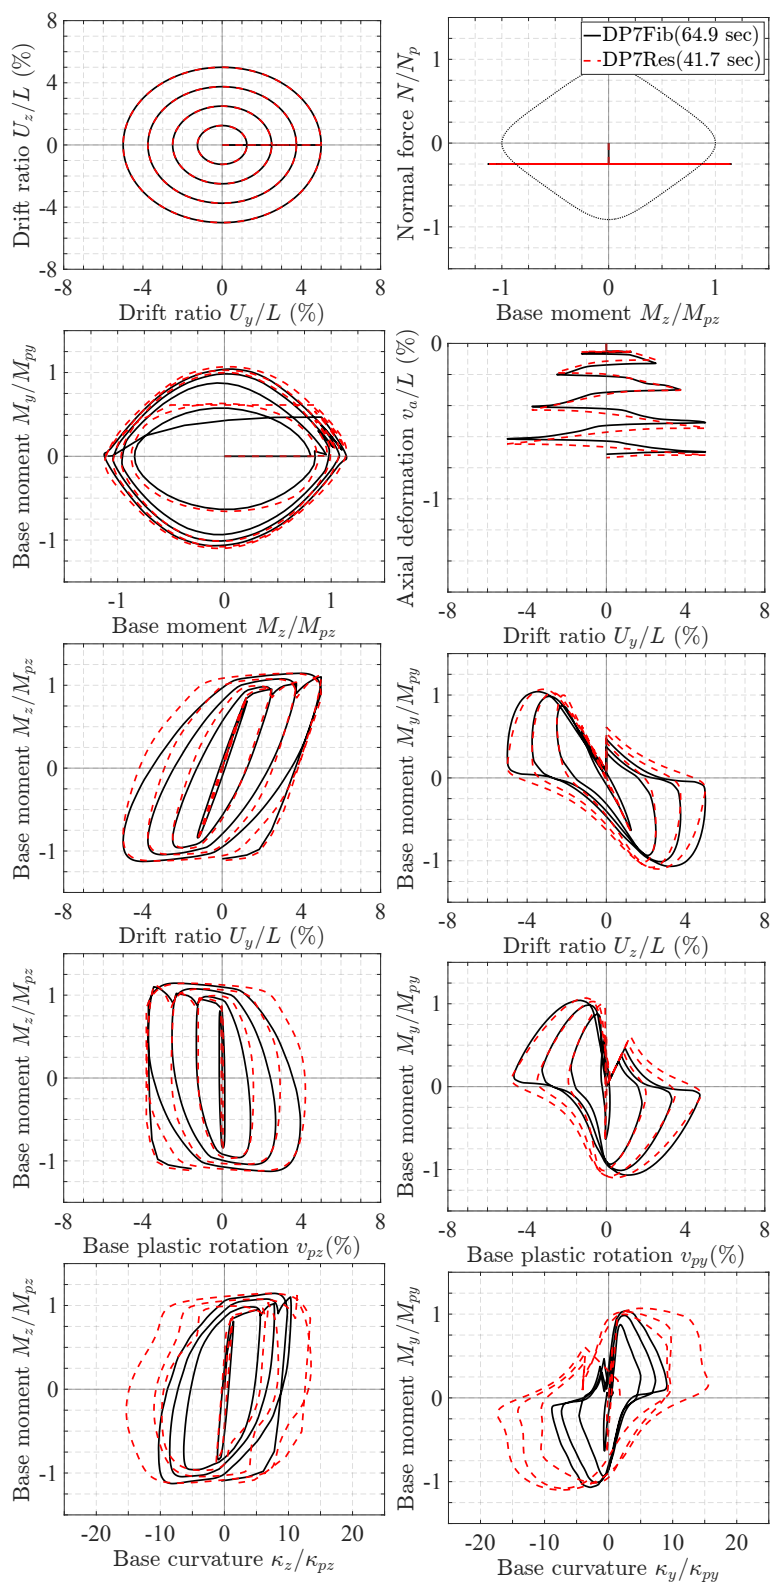 Drift ratio U_z/L (%)
8
4
0
-4
-8
-8 -4 0 4 8
Drift ratio U_y/L (%)
Normal force N/N_p
DP7Fib(64.9 sec)
DP7Res(41.7 sec)
0
-1
-1 0 1
Base moment M_z/M_pz
Base moment M_y/M_py
1
0
-1
-1 0 1
Base moment M_z/M_pz
Axial deformation v_a/L (%)
0
-1
-8 -4 0 4 8
Drift ratio U_y/L (%)
Base moment M_z/M_pz
1
0
-1
-8 -4 0 4 8
Drift ratio U_y/L (%)
Base moment M_y/M_py
1
0
-1
-8 -4 0 4 8
Drift ratio U_z/L (%)
Base moment M_z/M_pz
1
0
-1
-8 -4 0 4 8
Base plastic rotation v_pz(%)
Base moment M_y/M_py
1
0
-1
-8 -4 0 4 8
Base plastic rotation v_py(%)
Base moment M_z/M_pz
1
0
-1
-20 -10 0 10 20
Base curvature κ_z/κ_pz
Base moment M_y/M_py
1
0
-1
-20 -10 0 10 20
Base curvature κ_y/κ_py